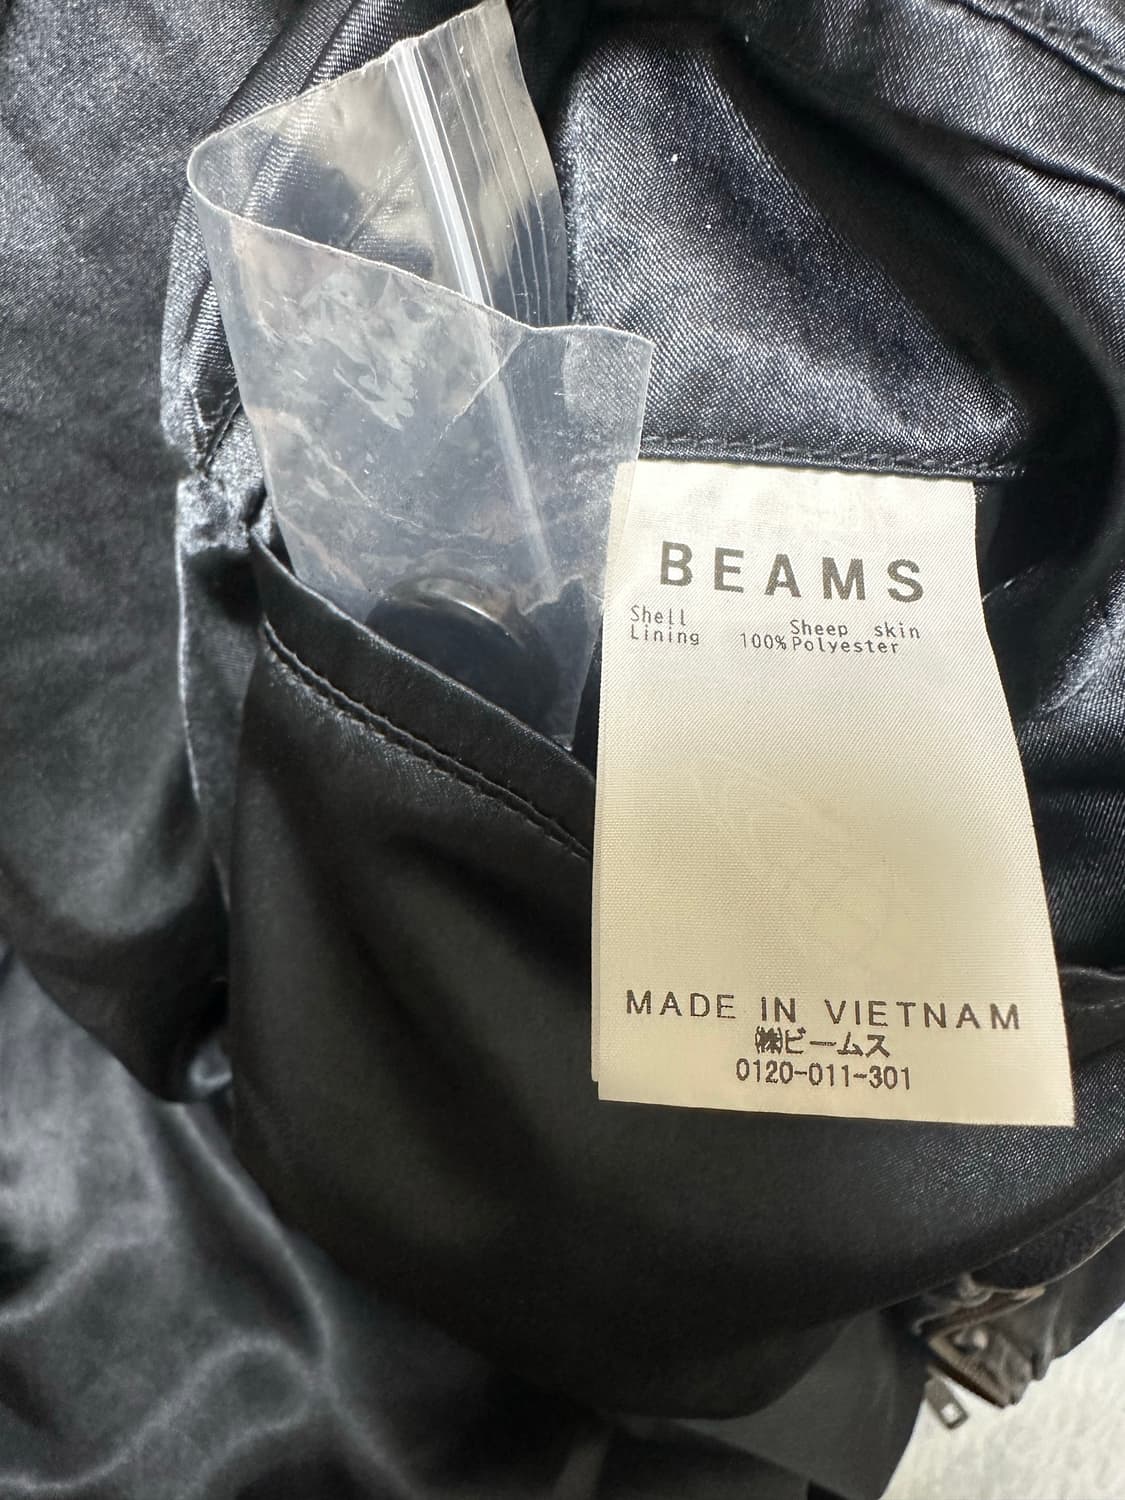 BEAMS
Shell Sheep skin
Lining 100%Polyester
MADE IN VIETNAM
㈱ビームス
0120-011-301